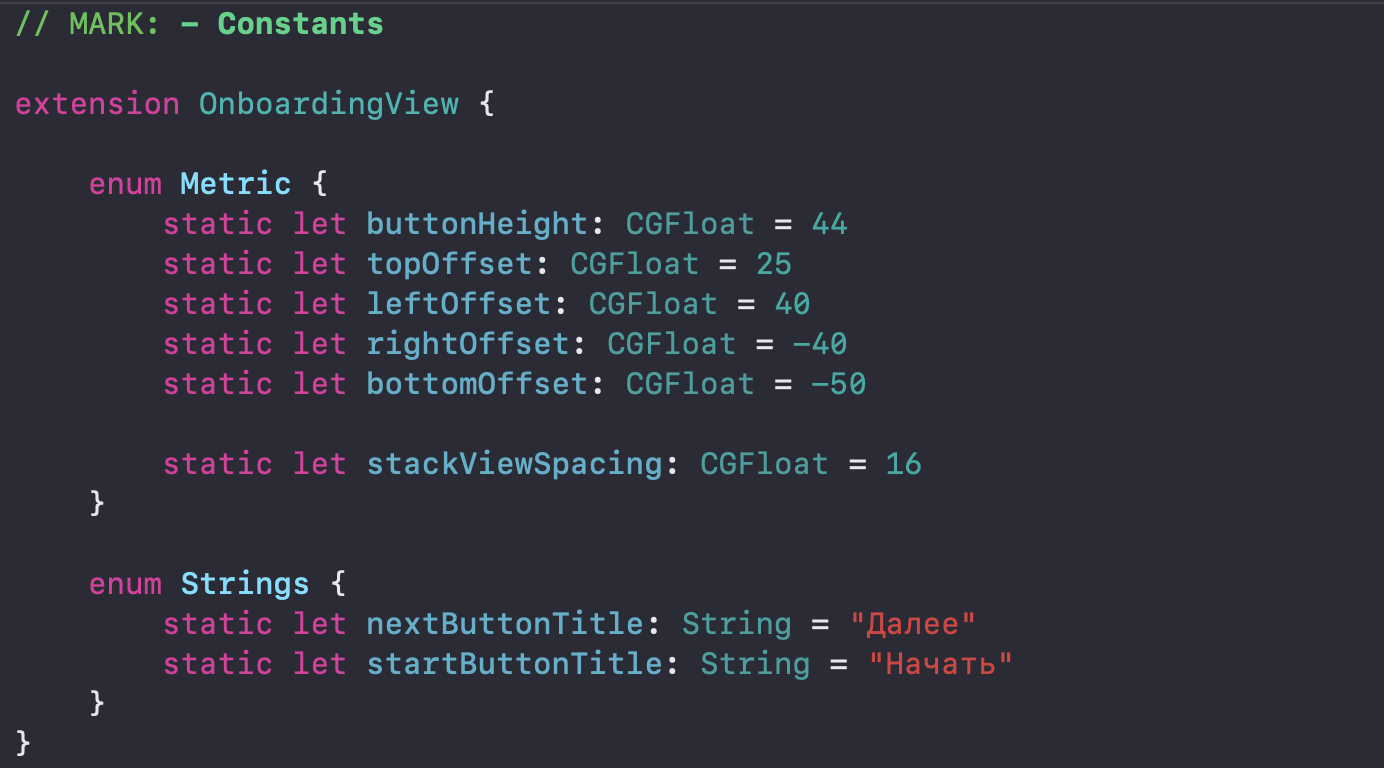 // MARK: - Constants
extension OnboardingView {
enum Metric {
static let buttonHeight: CGFloat = 44
static let topOffset: CGFloat = 25
static let leftOffset: CGFloat = 40
static let rightOffset: CGFloat = -40
static let bottomOffset: CGFloat = -50
static let stackViewSpacing: CGFloat = 16
}
enum Strings {
static let nextButtonTitle: String = "Далее"
static let startButtonTitle: String = "Начать"
}
}